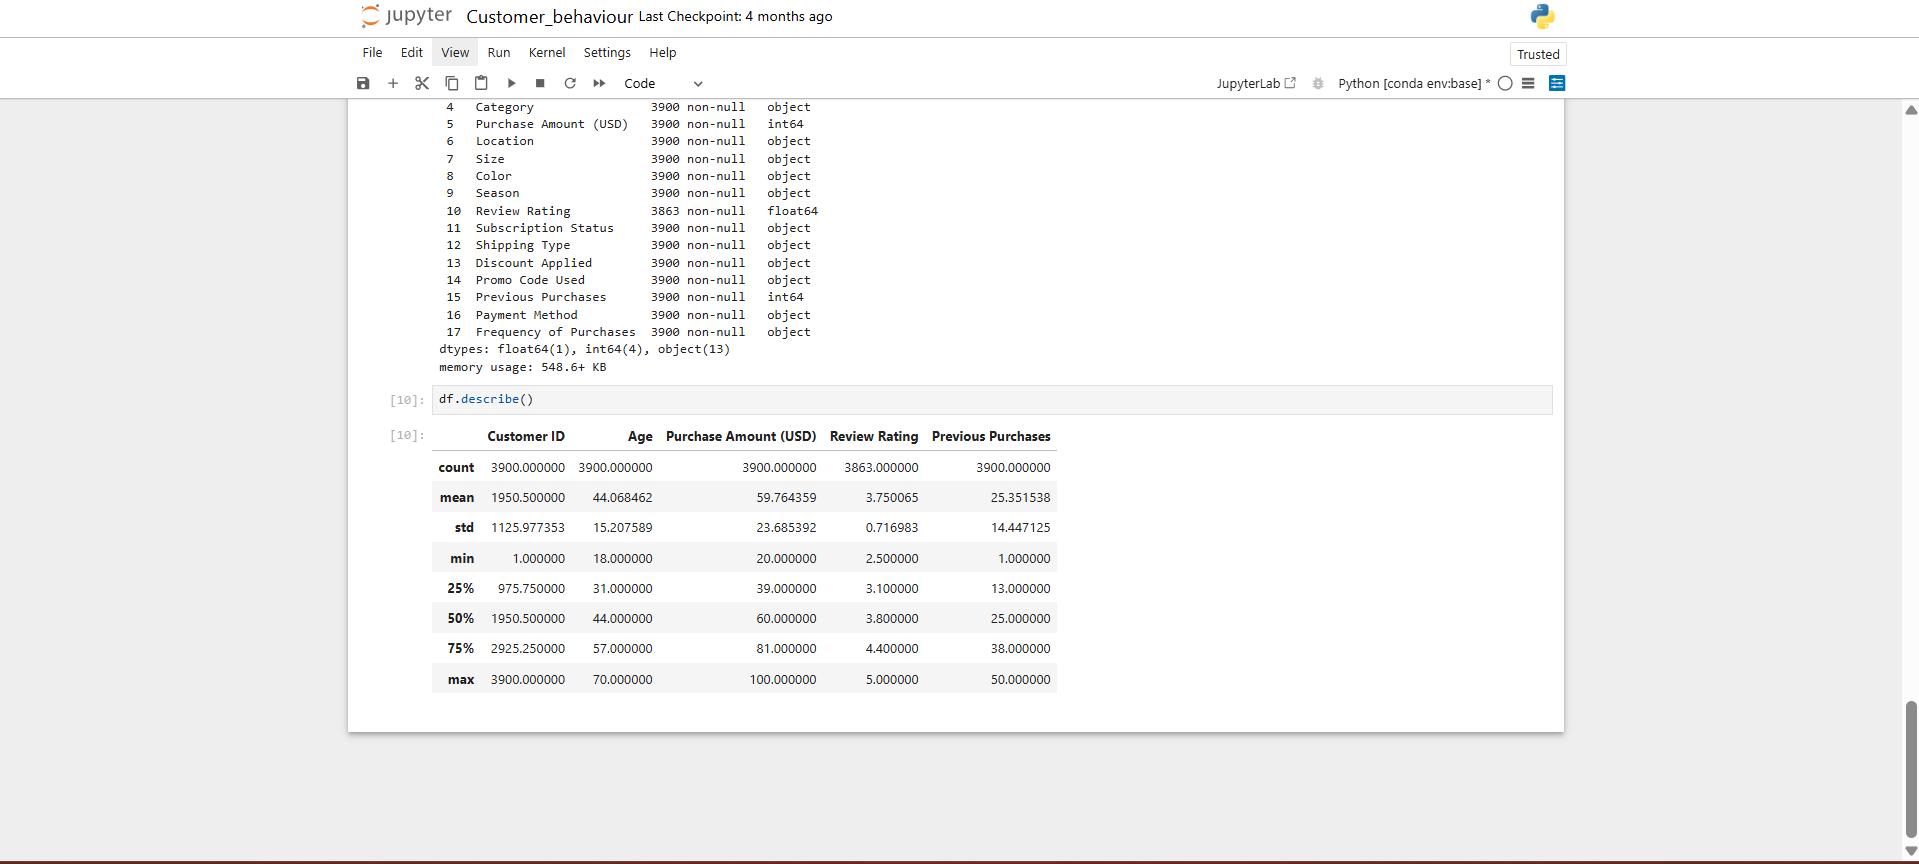 jupyter Customer_behaviour Last Checkpoint: 4 months ago
File Edit View Run Kernel Settings Help Trusted
Code JupyterLab Python [conda env:base] *
4 Category 3900 non-null object
5 Purchase Amount (USD) 3900 non-null int64
6 Location 3900 non-null object
7 Size 3900 non-null object
8 Color 3900 non-null object
9 Season 3900 non-null object
10 Review Rating 3863 non-null float64
11 Subscription Status 3900 non-null object
12 Shipping Type 3900 non-null object
13 Discount Applied 3900 non-null object
14 Promo Code Used 3900 non-null object
15 Previous Purchases 3900 non-null int64
16 Payment Method 3900 non-null object
17 Frequency of Purchases 3900 non-null object
dtypes: float64(1), int64(4), object(13)
memory usage: 548.6+ KB
[10]: df.describe()
[10]: Customer ID Age Purchase Amount (USD) Review Rating Previous Purchases
count 3900.000000 3900.000000 3900.000000 3863.000000 3900.000000
mean 1950.500000 44.068462 59.764359 3.750065 25.351538
std 1125.977353 15.207589 23.685392 0.716983 14.447125
min 1.000000 18.000000 20.000000 2.500000 1.000000
25% 975.750000 31.000000 39.000000 3.100000 13.000000
50% 1950.500000 44.000000 60.000000 3.800000 25.000000
75% 2925.250000 57.000000 81.000000 4.400000 38.000000
max 3900.000000 70.000000 100.000000 5.000000 50.000000